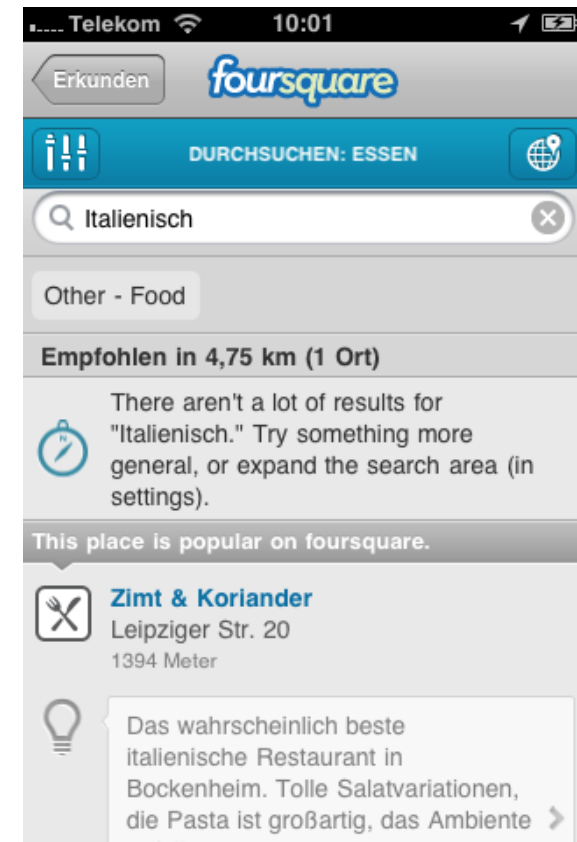 Telekom 10:01
Erkunden foursquare
DURCHSUCHEN: ESSEN
Italienisch
Other - Food
Empfohlen in 4,75 km (1 Ort)
There aren't a lot of results for
"Italienisch." Try something more
general, or expand the search area (in
settings).
This place is popular on foursquare.
Zimt & Koriander
Leipziger Str. 20
1394 Meter
Das wahrscheinlich beste
italienische Restaurant in
Bockenheim. Tolle Salatvariationen,
die Pasta ist großartig, das Ambiente